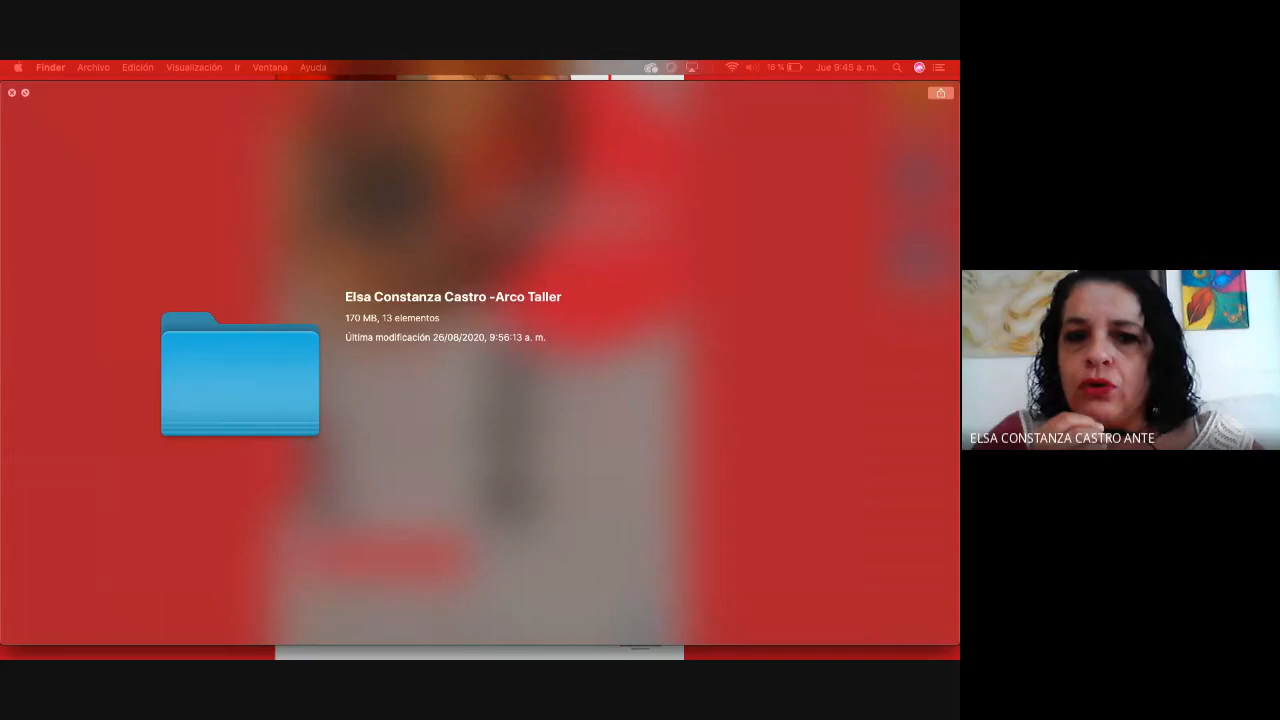 Finder Archivo Edición Visualización Ir Ventana Ayuda 18 % Jue 9:45 a. m.
Elsa Constanza Castro -Arco Taller
170 MB, 13 elementos
Última modificación 26/08/2020, 9:56:13 a. m.
ELSA CONSTANZA CASTRO ANTE